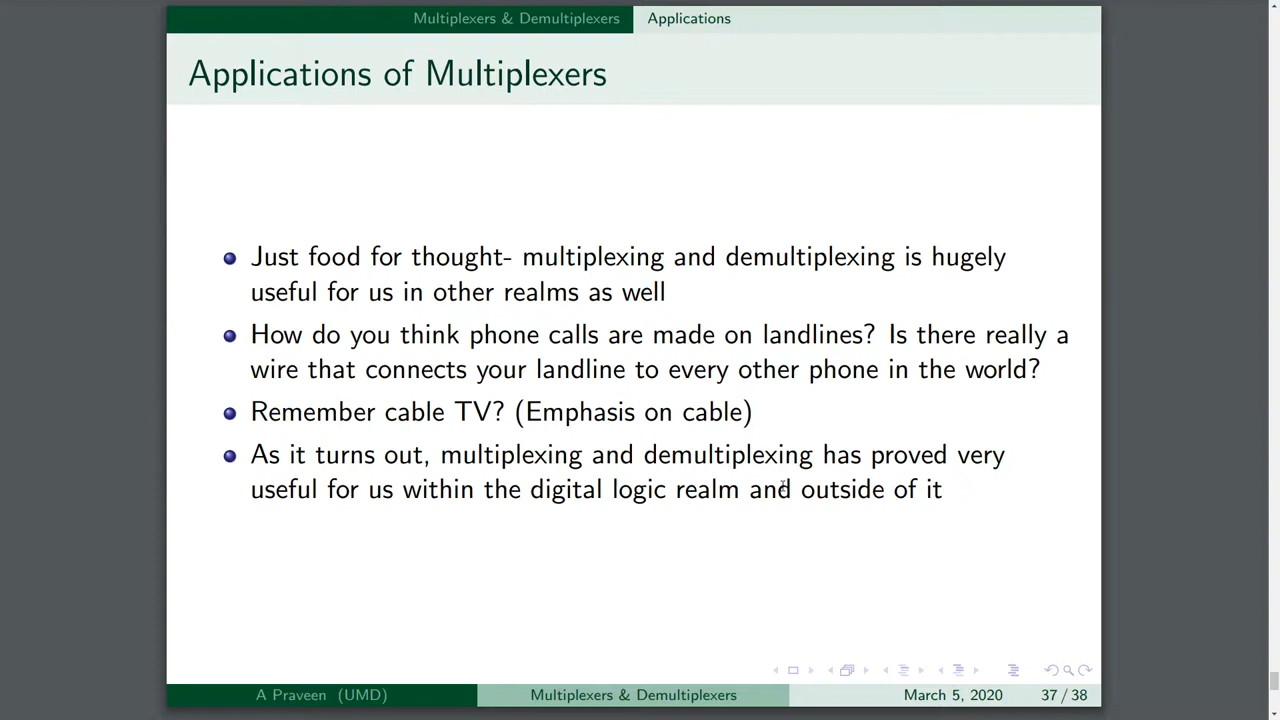 Multiplexers & Demultiplexers Applications
Applications of Multiplexers
Just food for thought- multiplexing and demultiplexing is hugely
useful for us in other realms as well
How do you think phone calls are made on landlines? Is there really a
wire that connects your landline to every other phone in the world?
Remember cable TV? (Emphasis on cable)
As it turns out, multiplexing and demultiplexing has proved very
useful for us within the digital logic realm and outside of it
A Praveen (UMD) Multiplexers & Demultiplexers March 5, 2020 37 / 38